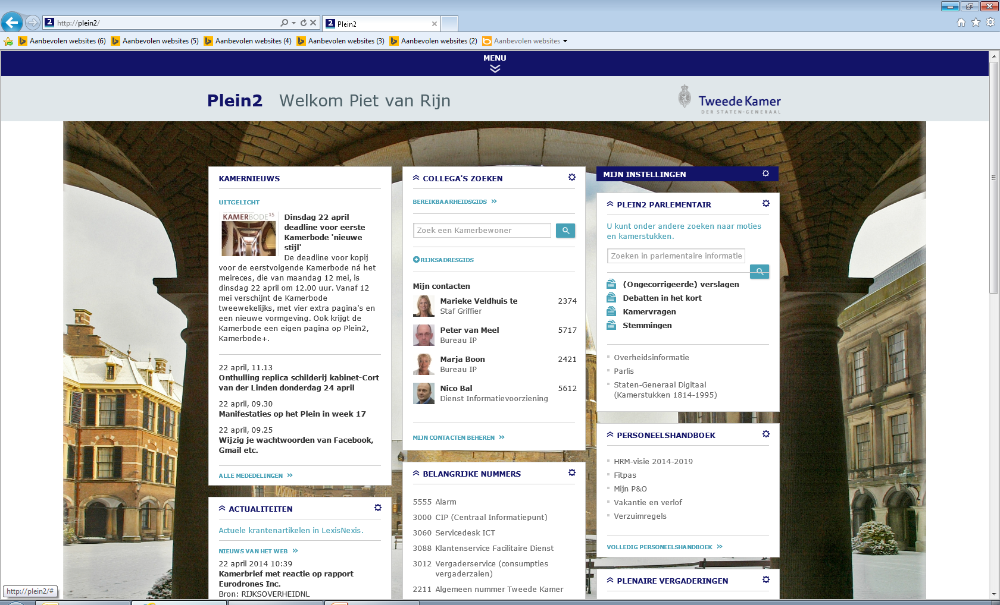 http://plein2/
Plein2
Aanbevolen websites (6)
Aanbevolen websites (5)
Aanbevolen websites (4)
Aanbevolen websites (3)
Aanbevolen websites (2)
Aanbevolen websites
MENU
Plein2 Welkom Piet van Rijn
Tweede Kamer
DER STATEN-GENERAAL
KAMERNIEUWS
UITGELICHT
KAMERBODE 15
Dinsdag 22 april
deadline voor eerste
Kamerbode 'nieuwe
stijl'
De deadline voor kopij
voor de eerstvolgende Kamerbode ná het
meireces, die van maandag 12 mei, is
dinsdag 22 april om 12.00 uur. Vanaf 12
mei verschijnt de Kamerbode
tweewekelijks, met vier extra pagina's en
een nieuwe vormgeving. Ook krijgt de
Kamerbode een eigen pagina op Plein2,
Kamerbode+.
22 april, 11.13
Onthulling replica schilderij kabinet-Cort
van der Linden donderdag 24 april
22 april, 09.30
Manifestaties op het Plein in week 17
22 april, 09.25
Wijzig je wachtwoorden van Facebook,
Gmail etc.
ALLE MEDEDELINGEN
ACTUALITEITEN
Actuele krantenartikelen in LexisNexis.
NIEUWS VAN HET WEB
22 april 2014 10:39
Kamerbrief met reactie op rapport
Eurodrones Inc.
Bron: RIJKSOVERHEIDNL
COLLEGA'S ZOEKEN
BEREIKBAARHEIDSGIDS
Zoek een Kamerbewoner
RIJKSADRESGIDS
Mijn contacten
Marieke Veldhuis te 2374
Staf Griffier
Peter van Meel 5717
Bureau IP
Marja Boon 2421
Bureau IP
Nico Bal 5612
Dienst Informatievoorziening
MIJN CONTACTEN BEHEREN
BELANGRIJKE NUMMERS
5555 Alarm
3000 CIP (Centraal Informatiepunt)
3060 Servicedesk ICT
3088 Klantenservice Facilitaire Dienst
3012 Vergaderservice (consumpties
vergaderzalen)
2211 Algemeen nummer Tweede Kamer
MIJN INSTELLINGEN
PLEIN2 PARLEMENTAIR
U kunt onder andere zoeken naar moties
en kamerstukken.
Zoeken in parlementaire informatie
(Ongecorrigeerde) verslagen
Debatten in het kort
Kamervragen
Stemmingen
Overheidsinformatie
Parlis
Staten-Generaal Digitaal
(Kamerstukken 1814-1995)
PERSONEELSHANDBOEK
HRM-visie 2014-2019
Fitpas
Mijn P&O
Vakantie en verlof
Verzuimregels
VOLLEDIG PERSONEELSHANDBOEK
PLENAIRE VERGADERINGEN
http://plein2/#